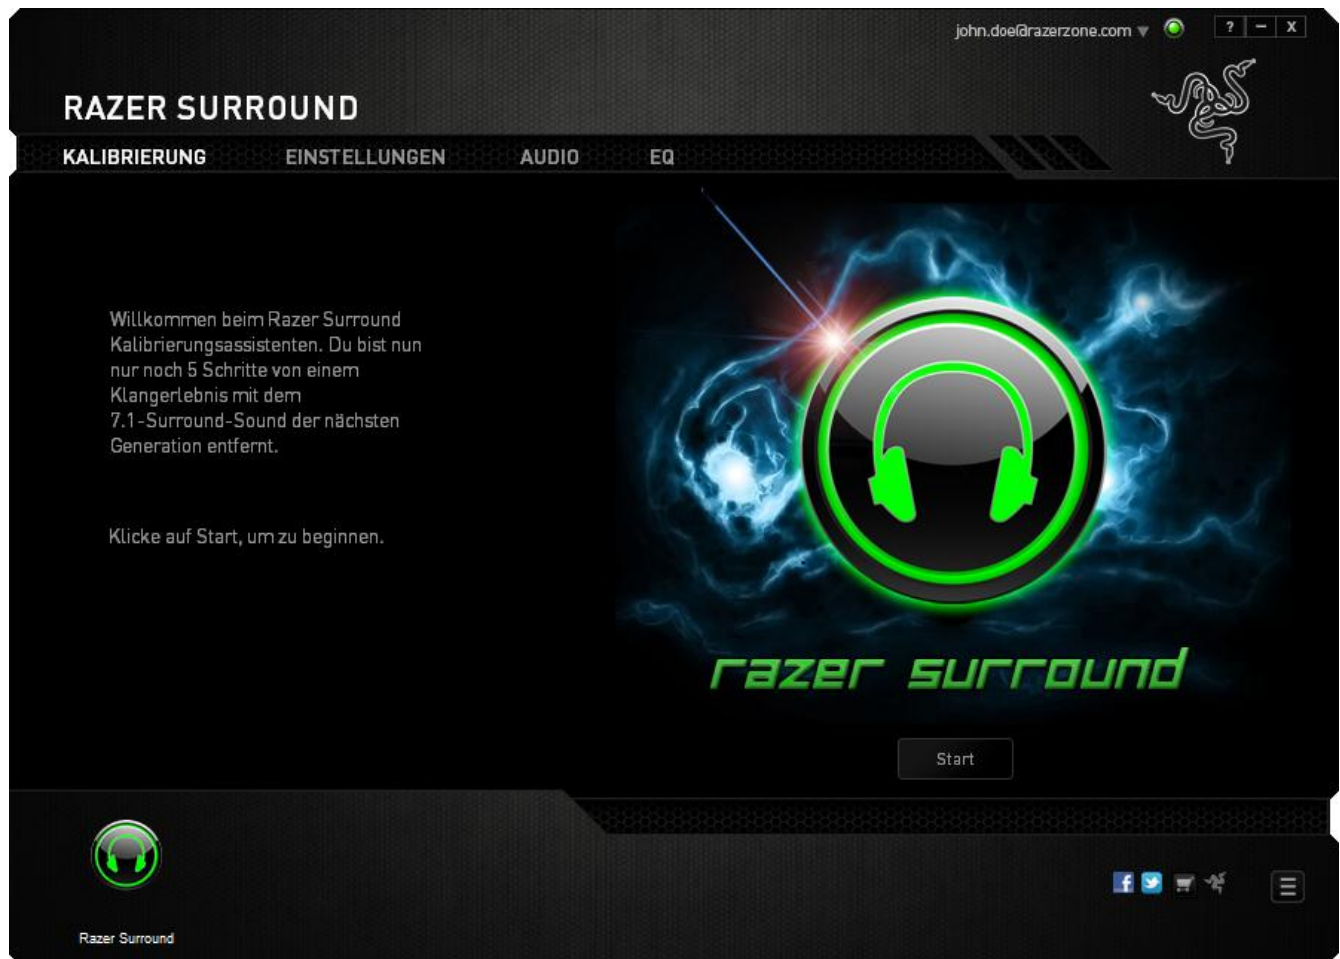 john.doe@razerzone.com
? – X
RAZER SURROUND
KALIBRIERUNG EINSTELLUNGEN AUDIO EQ
Willkommen beim Razer Surround
Kalibrierungsassistenten. Du bist nun
nur noch 5 Schritte von einem
Klangerlebnis mit dem
7.1-Surround-Sound der nächsten
Generation entfernt.
Klicke auf Start, um zu beginnen.
razer surround
Start
f
Razer Surround